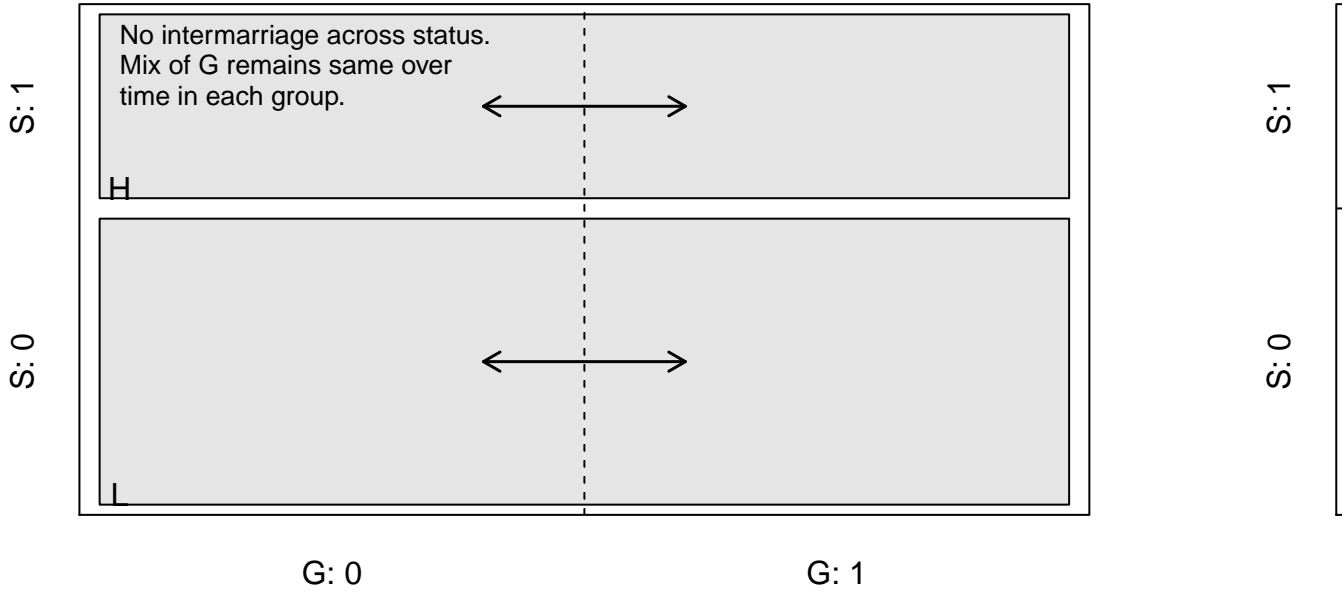 No intermarriage across status.
Mix of G remains same over
time in each group.
S: 1
H
S: 0
L
G: 0
G: 1
S: 1
S: 0